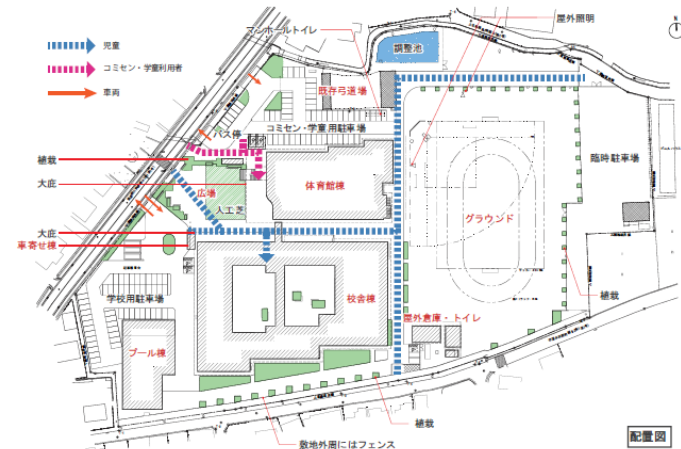 マンホールトイレ
屋外照明
児童
調整池
コミセン・学童利用者
既存弓道場
車両
コミセン・学童用駐車場
バス停
植栽
臨時駐車場
大庇
体育館棟
広場
グラウンド
人工芝
大庇
車寄せ棟
学校用駐車場
校舎棟
植栽
屋外倉庫・トイレ
プール棟
植栽
敷地外周にはフェンス
配置図